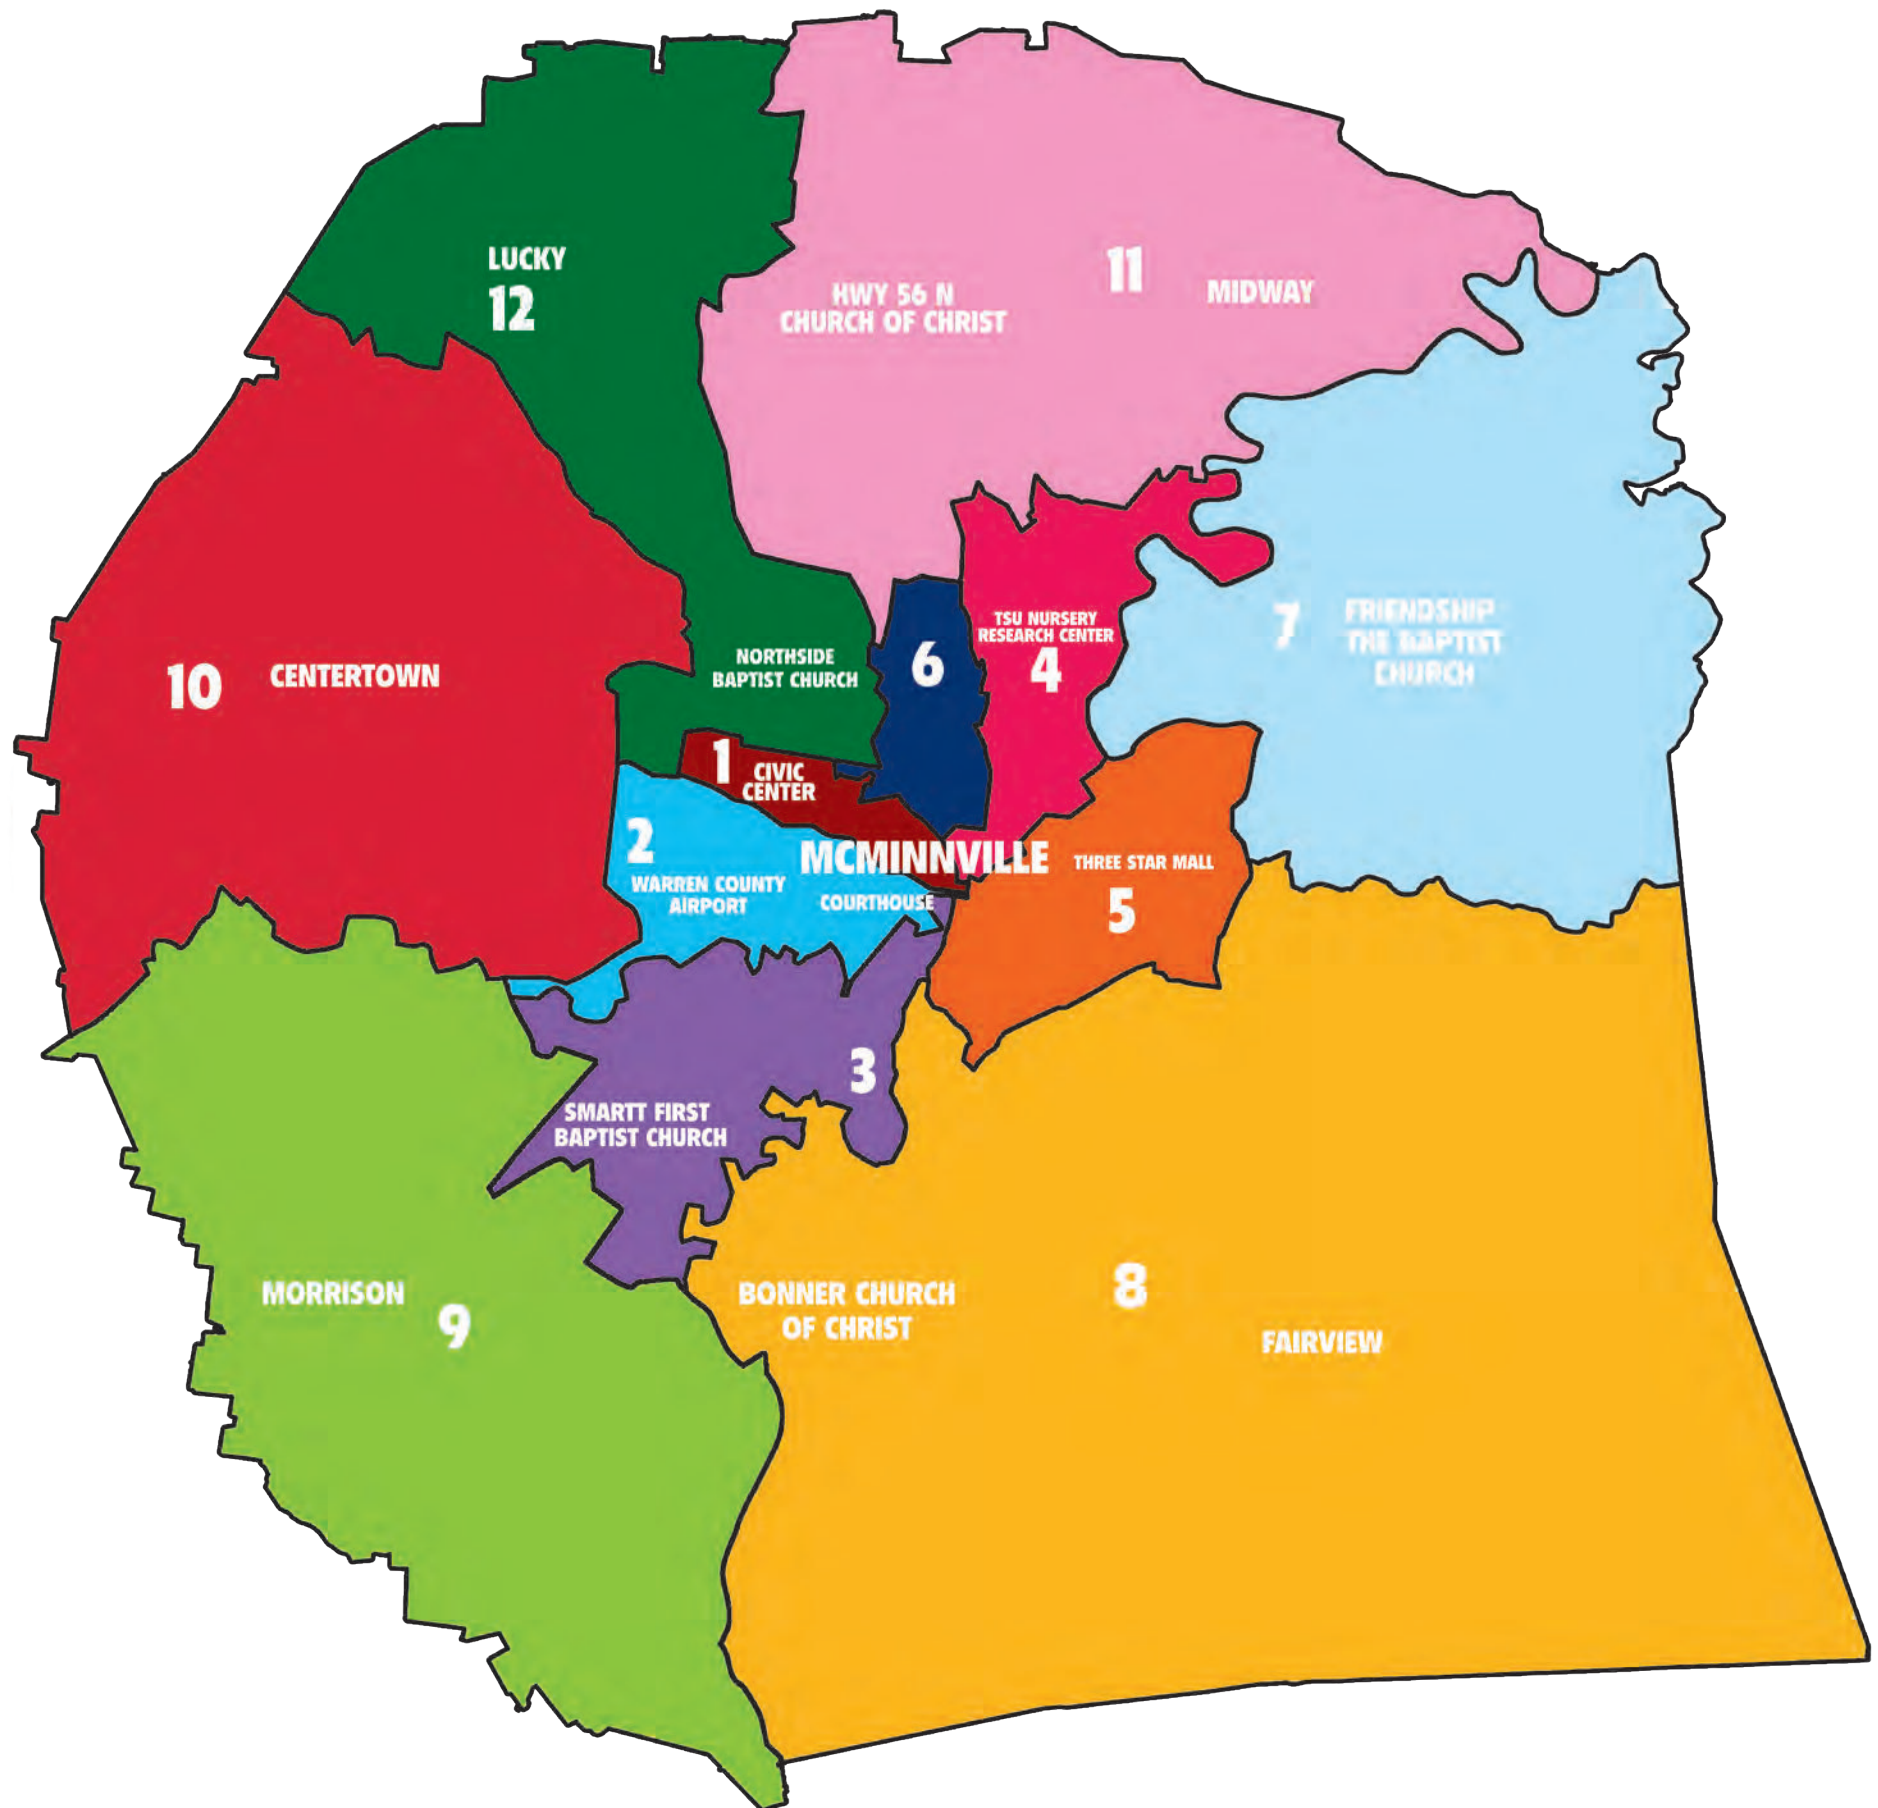 LUCKY
12
11
MIDWAY
HWY 56 N
CHURCH OF CHRIST
10
CENTERTOWN
NORTHSIDE
BAPTIST CHURCH
6
TSU NURSERY
RESEARCH CENTER
4
7
FRIENDSHIP
THE BAPTIST
CHURCH
1
CIVIC
CENTER
2
WARREN COUNTY
AIRPORT
MCMINNVILLE
COURTHOUSE
THREE STAR MALL
5
3
SMARTT FIRST
BAPTIST CHURCH
MORRISON
9
BONNER CHURCH
OF CHRIST
8
FAIRVIEW